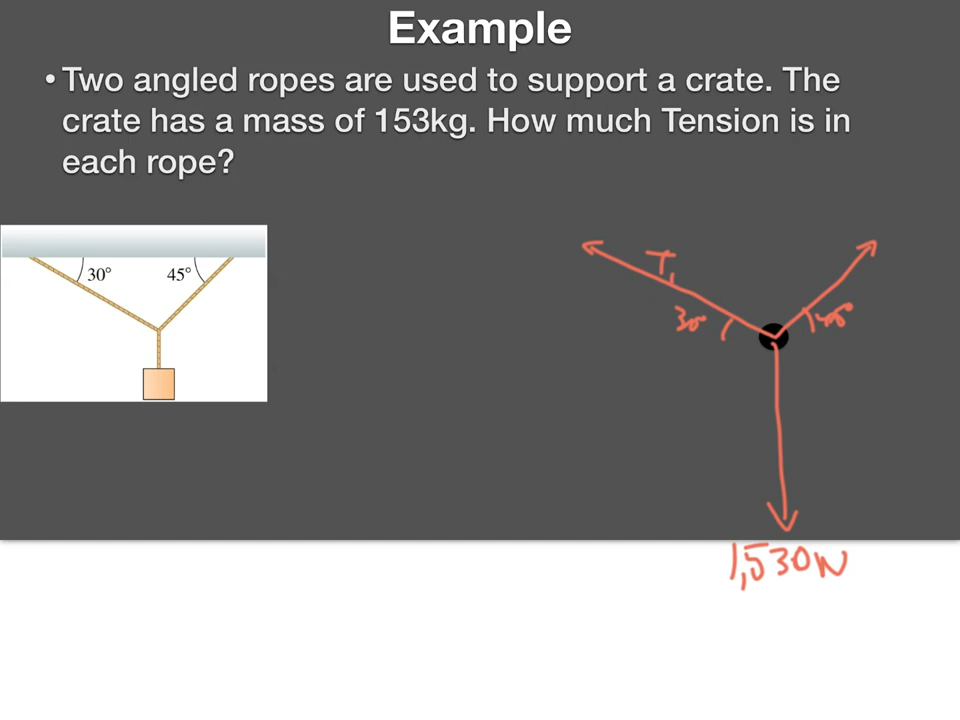 Example
• Two angled ropes are used to support a crate. The
crate has a mass of 153kg. How much Tension is in
each rope?
30° 45°
T₁
30° 45°
1,530N